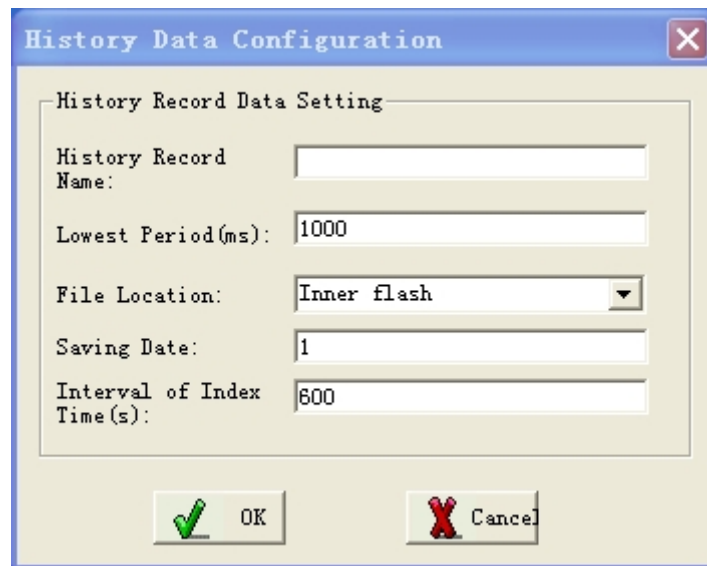 History Data Configuration
History Record Data Setting
History Record
Name:
Lowest Period(ms): 1000
File Location: Inner flash
Saving Date: 1
Interval of Index
Time(s): 600
OK Cancel